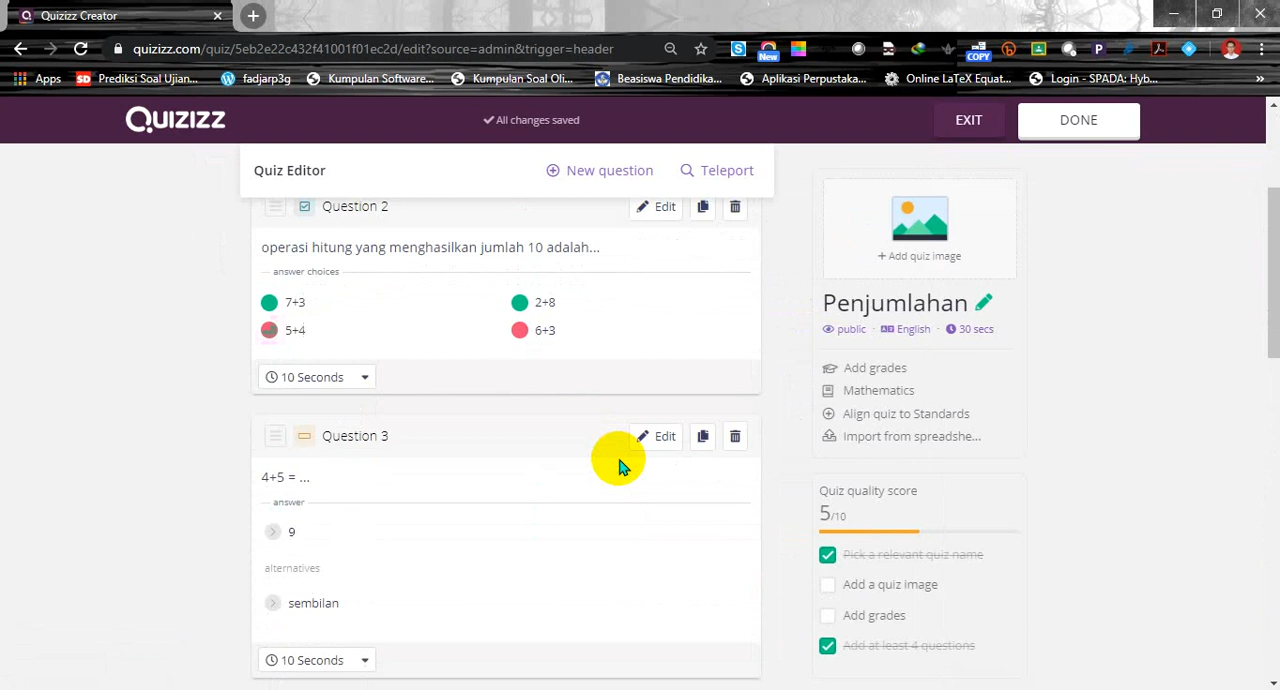 Quizizz Creator
quizizz.com/quiz/5eb2e22c432f41001f01ec2d/edit?source=admin&trigger=header
New
COPY
Apps
Prediksi Soal Ujian...
fadjarp3g
Kumpulan Software...
Kumpulan Soal Oli...
Beasiswa Pendidika...
Aplikasi Perpustaka...
Online LaTeX Equat...
Login - SPADA: Hyb...
Quizizz
All changes saved
EXIT
DONE
Quiz Editor
New question
Teleport
Question 2
Edit
operasi hitung yang menghasilkan jumlah 10 adalah...
answer choices
7+3
2+8
5+4
6+3
10 Seconds
Question 3
Edit
4+5 = ...
answer
9
alternatives
sembilan
10 Seconds
+ Add quiz image
Penjumlahan
public · English · 30 secs
Add grades
Mathematics
Align quiz to Standards
Import from spreadshe...
Quiz quality score
5/10
Pick a relevant quiz name
Add a quiz image
Add grades
Add at least 4 questions